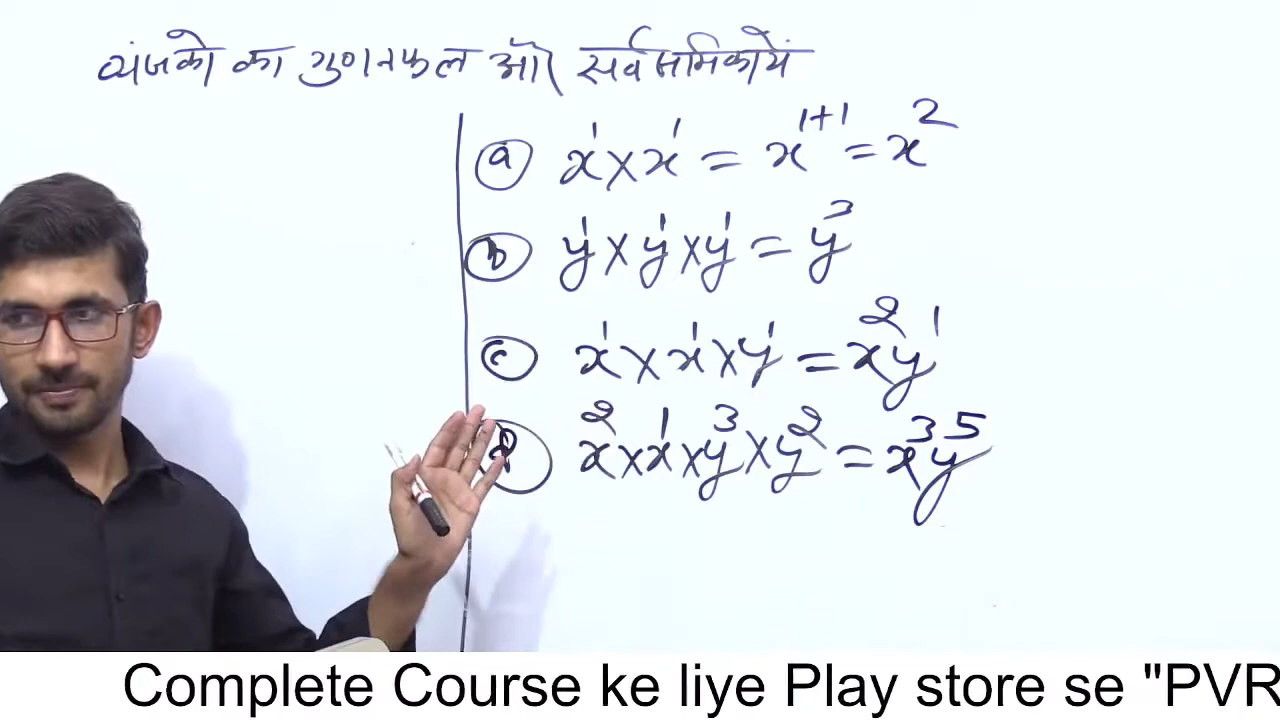 व्यंजको का गुणनफल और सर्वसमिकायें
(a) x¹ × x¹ = x¹⁺¹ = x²
(b) y¹ × y¹ × y¹ = y³
(c) x¹ × x¹ × y¹ = x²y¹
x² × x¹ × y³ × y² = x³y⁵
Complete Course ke liye Play store se "PVR